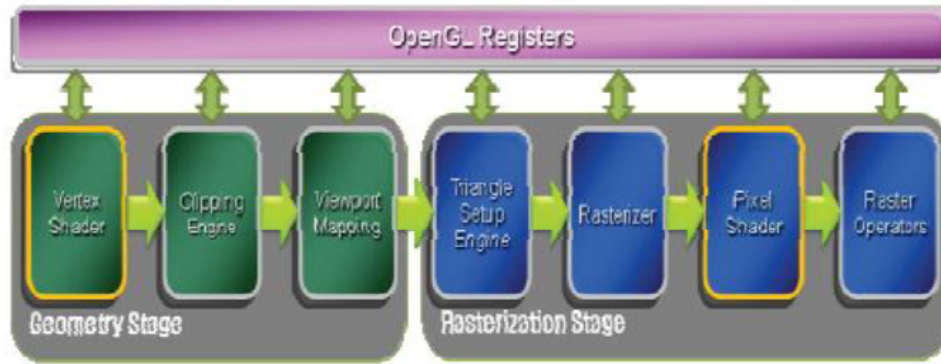 OpenGL Registers
Vertex
Shader
Clipping
Engine
Viewport
Mapping
Triangle
Setup
Engine
Rasterizer
Pixel
Shader
Raster
Operators
Geometry Stage
Rasterization Stage